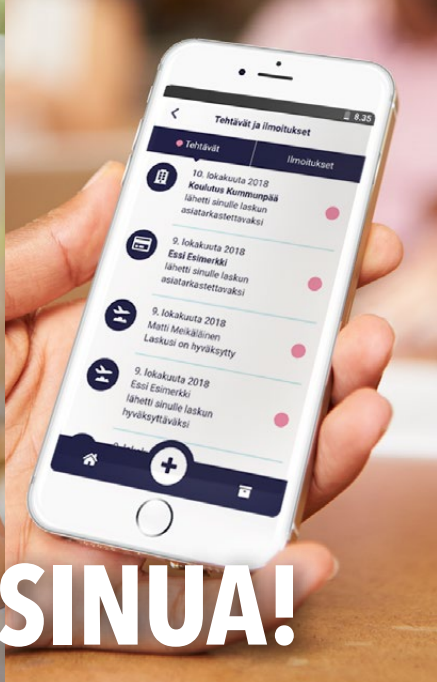 8.35
Tehtävät ja ilmoitukset
Tehtävät
Ilmoitukset
10. lokakuuta 2018
Koulutus Kummunpää
lähetti sinulle laskun
asiatarkastettavaksi
9. lokakuuta 2018
Essi Esimerkki
lähetti sinulle laskun
asiatarkastettavaksi
9. lokakuuta 2018
Matti Meikäläinen
Laskusi on hyväksytty
9. lokakuuta 2018
Essi Esimerkki
lähetti sinulle laskun
hyväksyttäväksi
SINUA!